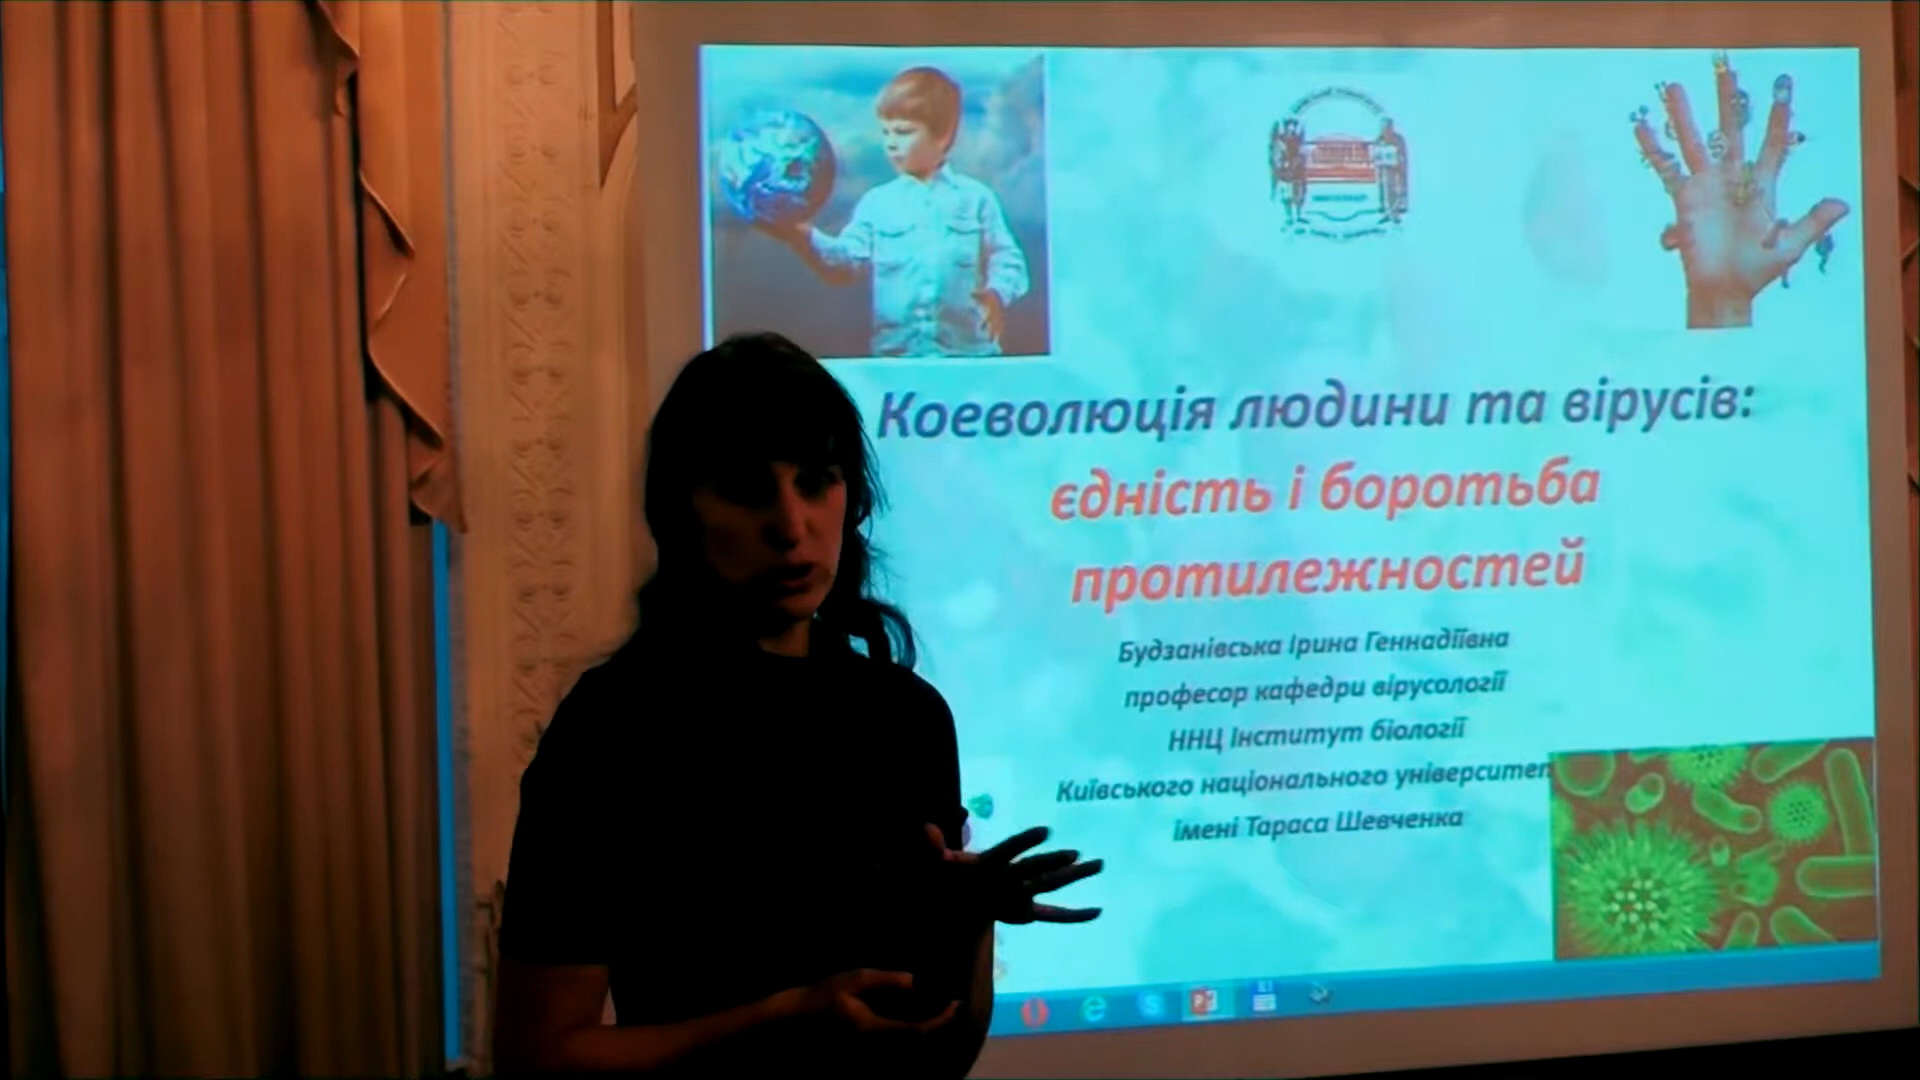 Коеволюція людини та вірусів:
єдність і боротьба
протилежностей
Будзанівська Ірина Геннадіївна
професор кафедри вірусології
ННЦ Інститут біології
Київського національного університет
імені Тараса Шевченка